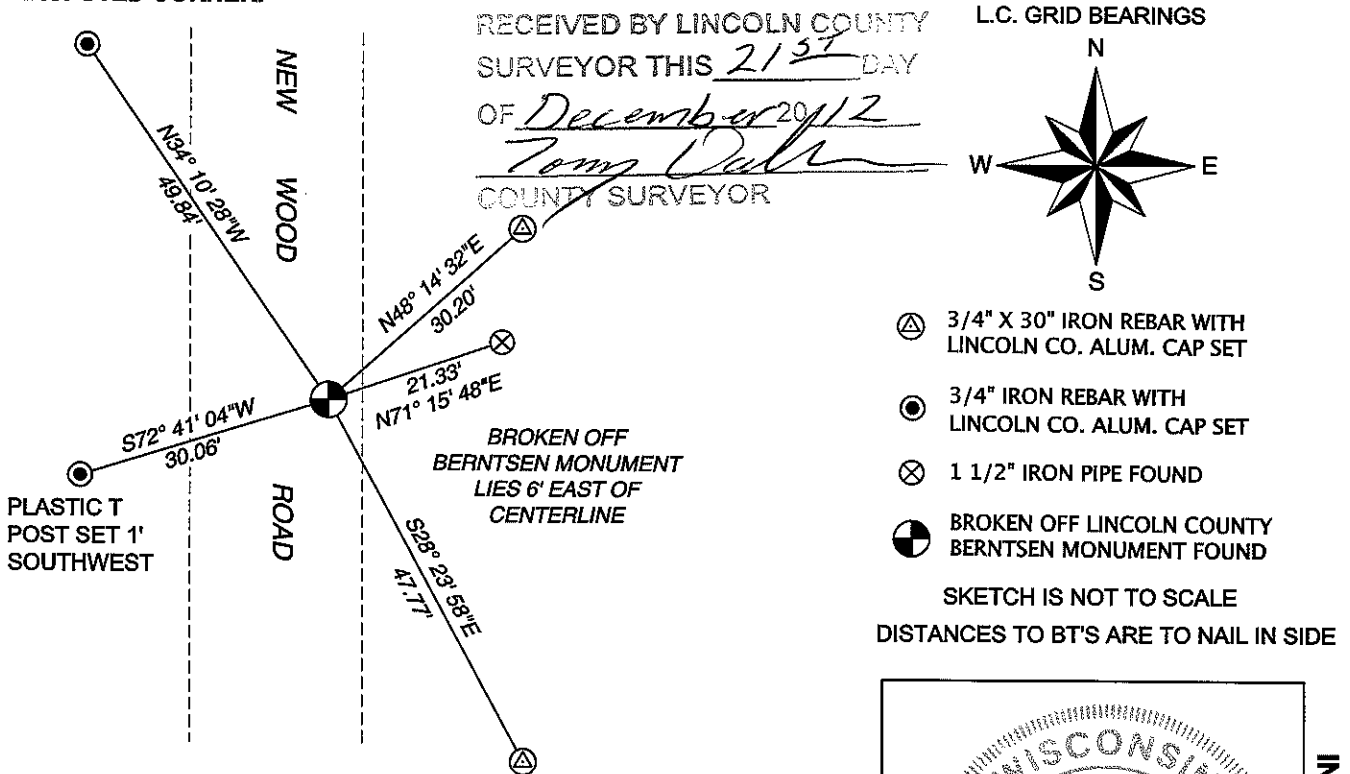 RECEIVED BY LINCOLN COUNTY
SURVEYOR THIS 21ST DAY
OF December 2012
COUNTY SURVEYOR
L.C. GRID BEARINGS
N
W
E
S
NEW
WOOD
ROAD
N34° 10' 28"W
49.84'
N48° 14' 32"E
30.20'
21.33'
N71° 15' 48"E
S72° 41' 04"W
30.06'
S28° 23' 58"E
47.77'
PLASTIC T
POST SET 1'
SOUTHWEST
BROKEN OFF
BERNTSEN MONUMENT
LIES 6' EAST OF
CENTERLINE
3/4" X 30" IRON REBAR WITH
LINCOLN CO. ALUM. CAP SET
3/4" IRON REBAR WITH
LINCOLN CO. ALUM. CAP SET
1 1/2" IRON PIPE FOUND
BROKEN OFF LINCOLN COUNTY
BERNTSEN MONUMENT FOUND
SKETCH IS NOT TO SCALE
DISTANCES TO BT'S ARE TO NAIL IN SIDE
WISCONSIN